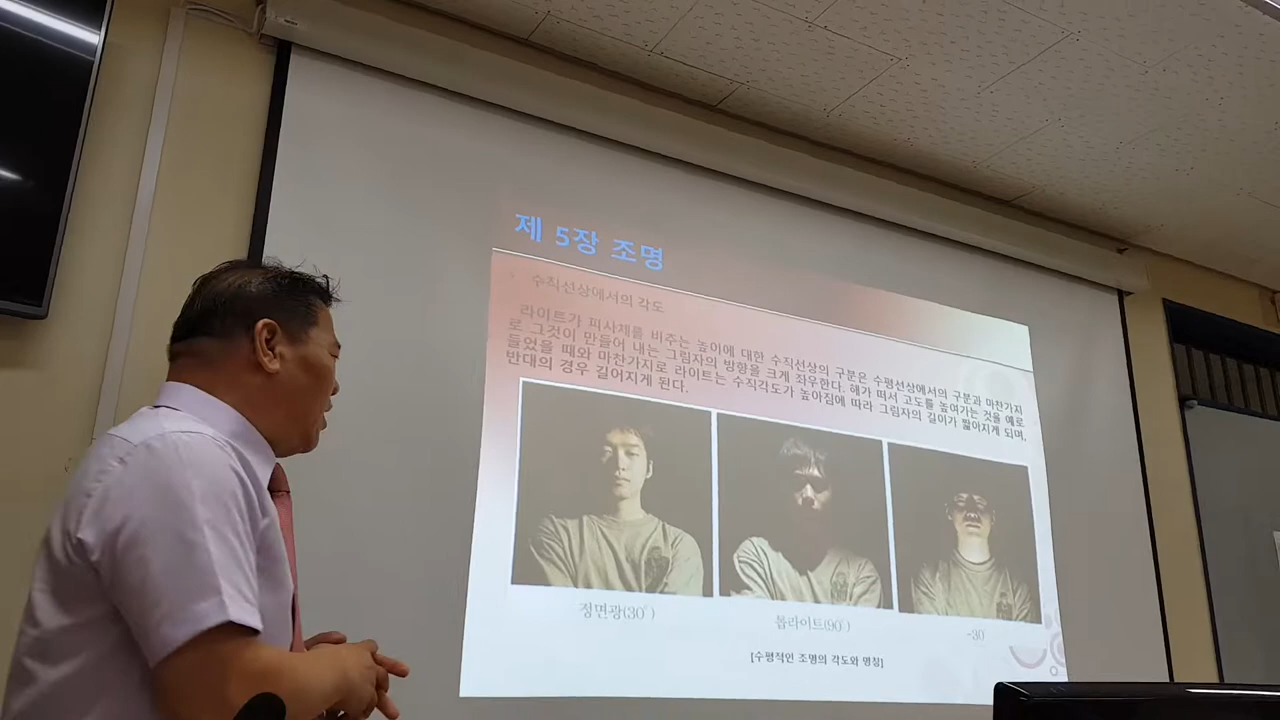 제 5장 조명
수직선상에서의 각도
라이트가 피사체를 비추는 높이에 대한 수직선상의 구분은 수평선상에서의 구분과 마찬가지
로 그것이 만들어 내는 그림자의 방향을 크게 좌우한다. 해가 떠서 고도를 높여가는 것을 예로
들었을 때와 마찬가지로 라이트는 수직각도가 높아짐에 따라 그림자의 길이가 짧아지게 되며,
반대의 경우 길어지게 된다.
정면광(30˚)
톱라이트(90˚)
-30˚
[수평적인 조명의 각도와 명칭]